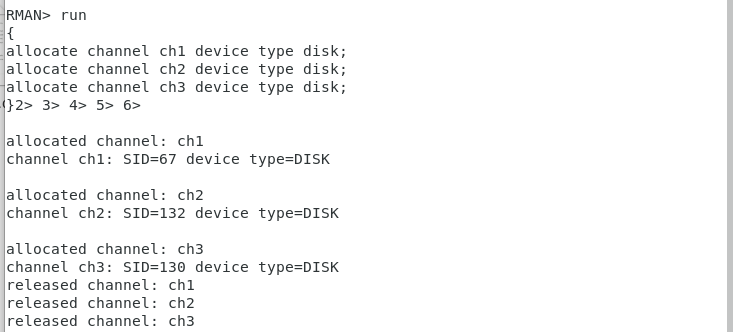 RMAN> run
{
allocate channel ch1 device type disk;
allocate channel ch2 device type disk;
allocate channel ch3 device type disk;
}2> 3> 4> 5> 6>
allocated channel: ch1
channel ch1: SID=67 device type=DISK
allocated channel: ch2
channel ch2: SID=132 device type=DISK
allocated channel: ch3
channel ch3: SID=130 device type=DISK
released channel: ch1
released channel: ch2
released channel: ch3